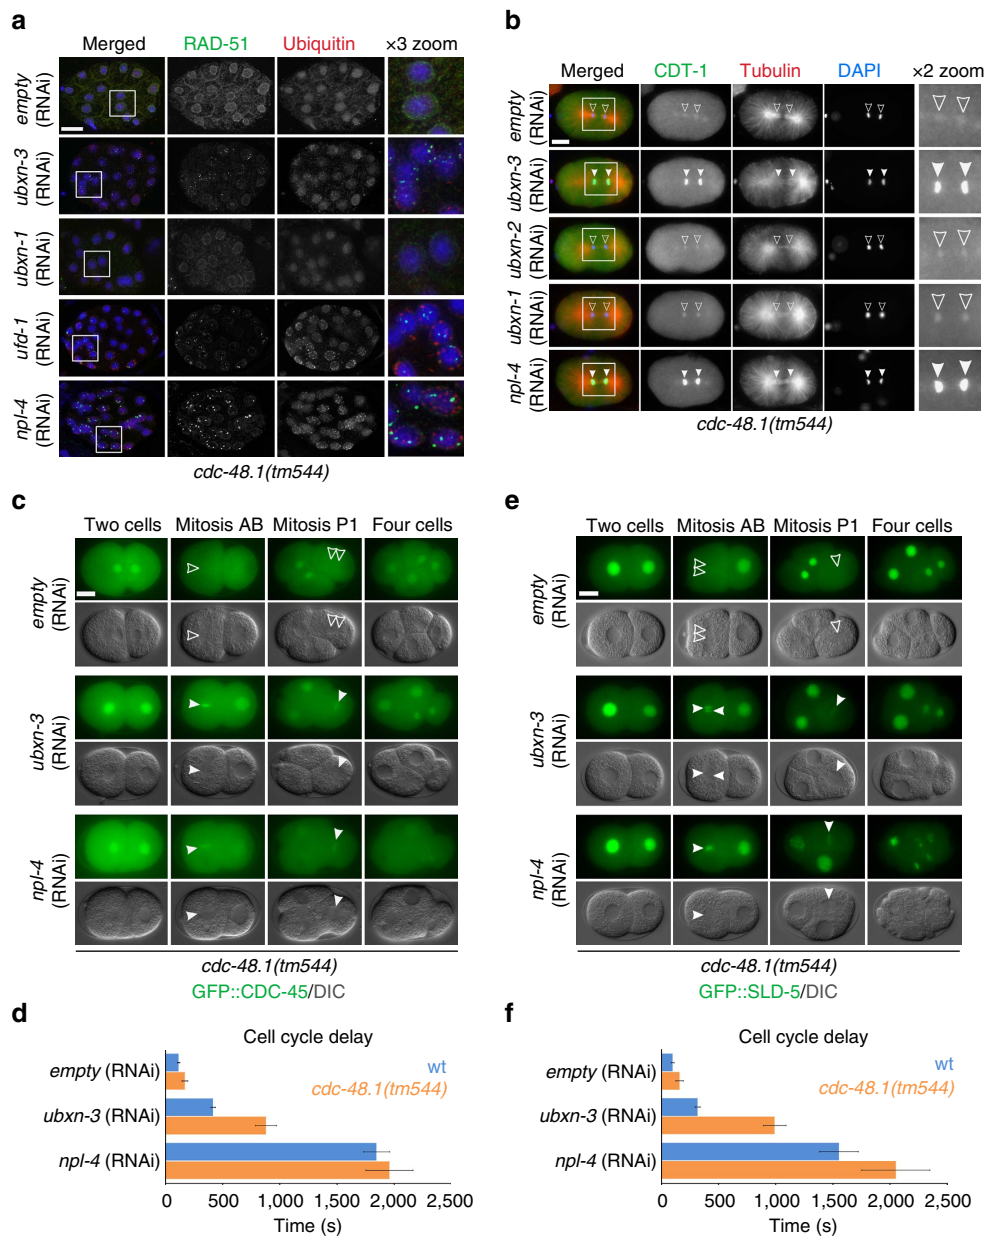 a
Merged RAD-51 Ubiquitin ×3 zoom
empty (RNAi)
ubxn-3 (RNAi)
ubxn-1 (RNAi)
ufd-1 (RNAi)
npl-4 (RNAi)
cdc-48.1(tm544)
b
Merged CDT-1 Tubulin DAPI ×2 zoom
empty (RNAi)
ubxn-3 (RNAi)
ubxn-2 (RNAi)
ubxn-1 (RNAi)
npl-4 (RNAi)
cdc-48.1(tm544)
c
Two cells Mitosis AB Mitosis P1 Four cells
empty (RNAi)
ubxn-3 (RNAi)
npl-4 (RNAi)
cdc-48.1(tm544)
GFP::CDC-45/DIC
e
Two cells Mitosis AB Mitosis P1 Four cells
empty (RNAi)
ubxn-3 (RNAi)
npl-4 (RNAi)
cdc-48.1(tm544)
GFP::SLD-5/DIC
d
Cell cycle delay
empty (RNAi)
wt
cdc-48.1(tm544)
ubxn-3 (RNAi)
npl-4 (RNAi)
0 500 1,000 1,500 2,000 2,500
Time (s)
f
Cell cycle delay
empty (RNAi)
wt
cdc-48.1(tm544)
ubxn-3 (RNAi)
npl-4 (RNAi)
0 500 1,000 1,500 2,000 2,500
Time (s)